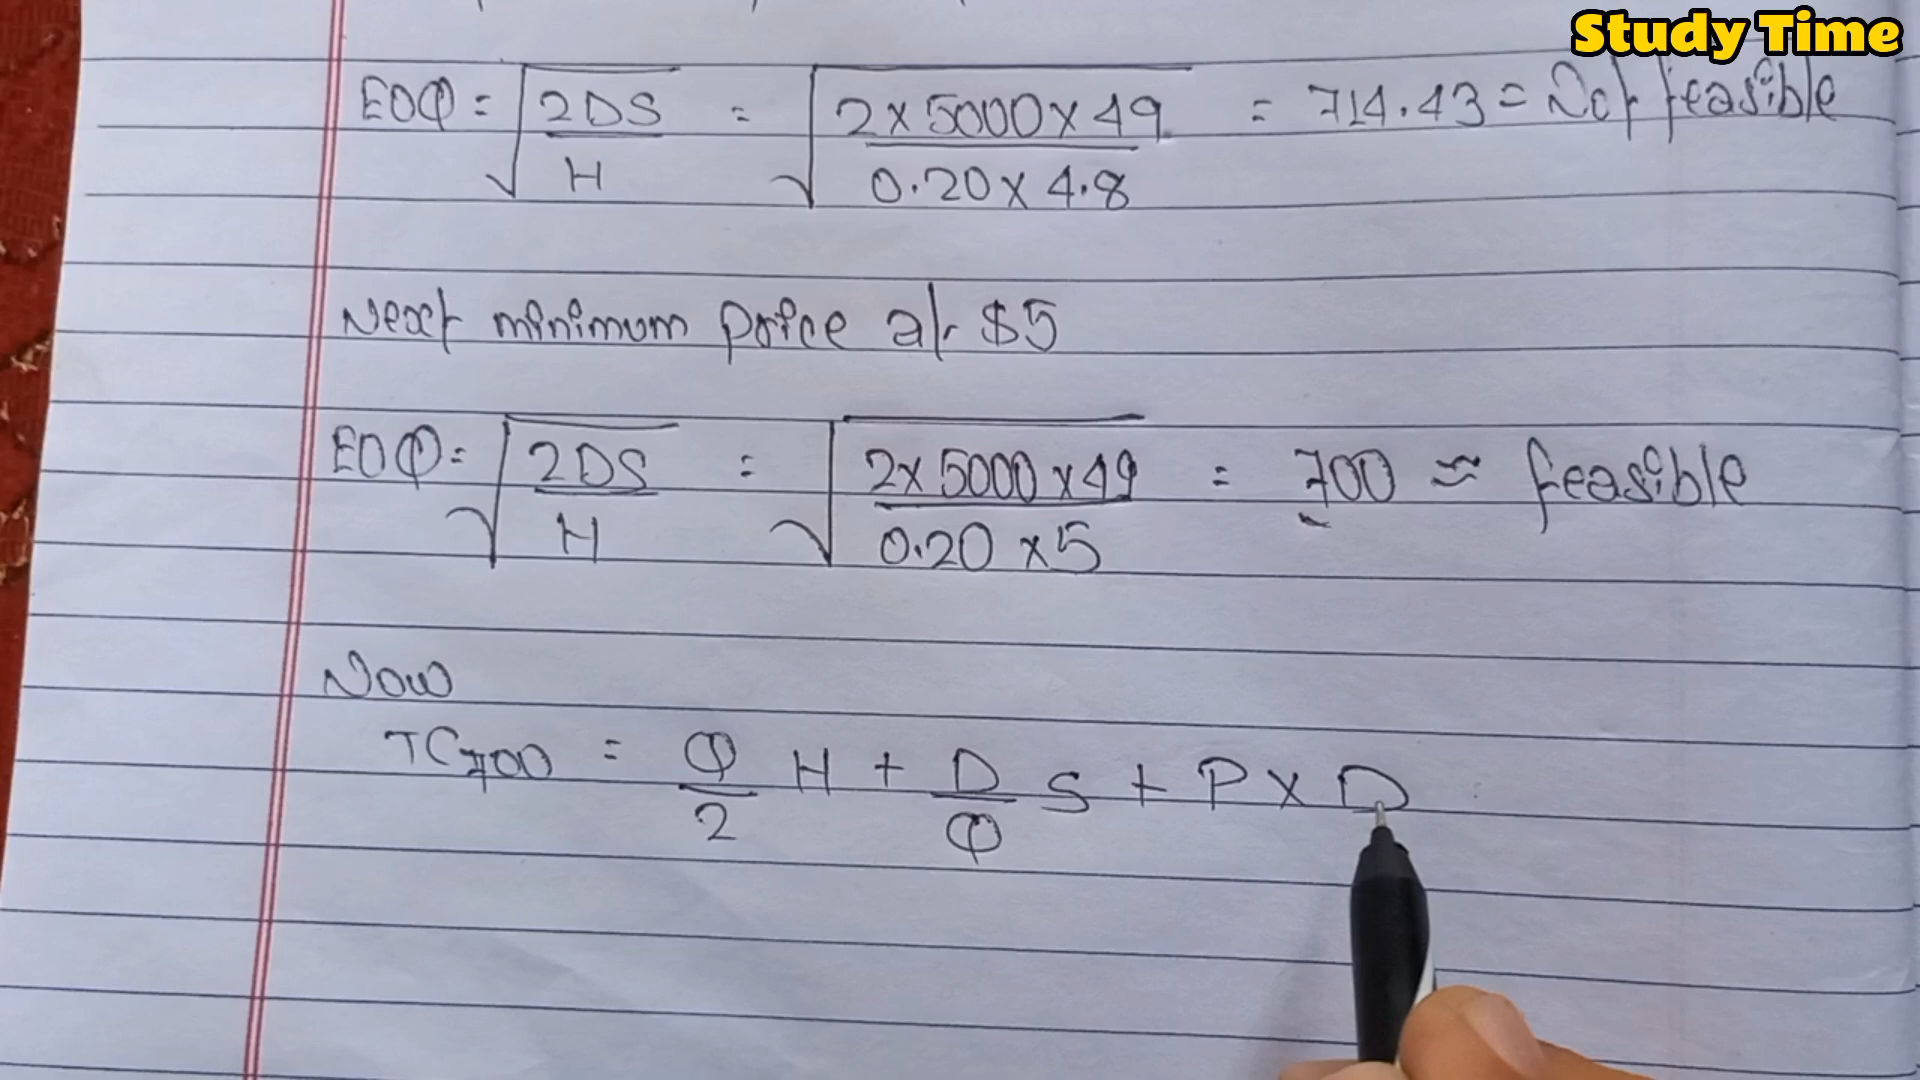 Study Time
EOQ = √(2DS / H) = √(2 x 5000 x 49 / 0.20 x 4.8) = 714.43 = Not feasible
Next minimum price at $5
EOQ = √(2DS / H) = √(2 x 5000 x 49 / 0.20 x 5) = 700 ≈ feasible
Now
TC700 = Q/2 H + D/Q S + P x D